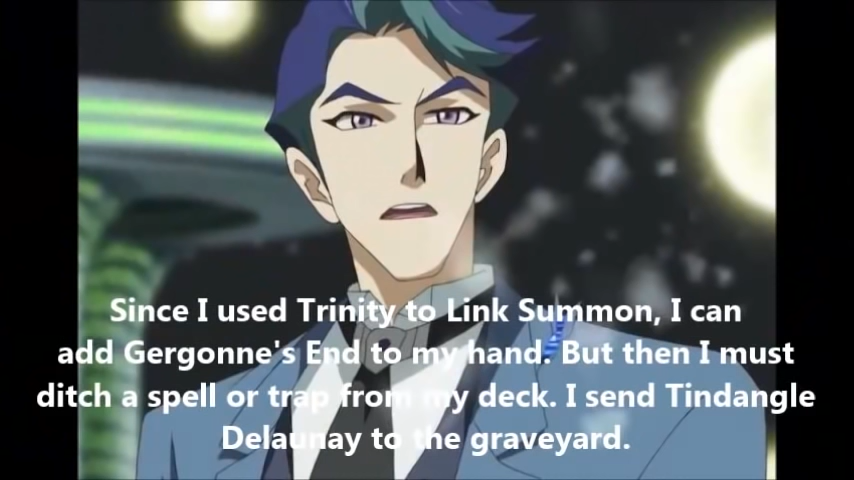 Since I used Trinity to Link Summon, I can
add Gergonne's End to my hand. But then I must
ditch a spell or trap from my deck. I send Tindangle
Delaunay to the graveyard.